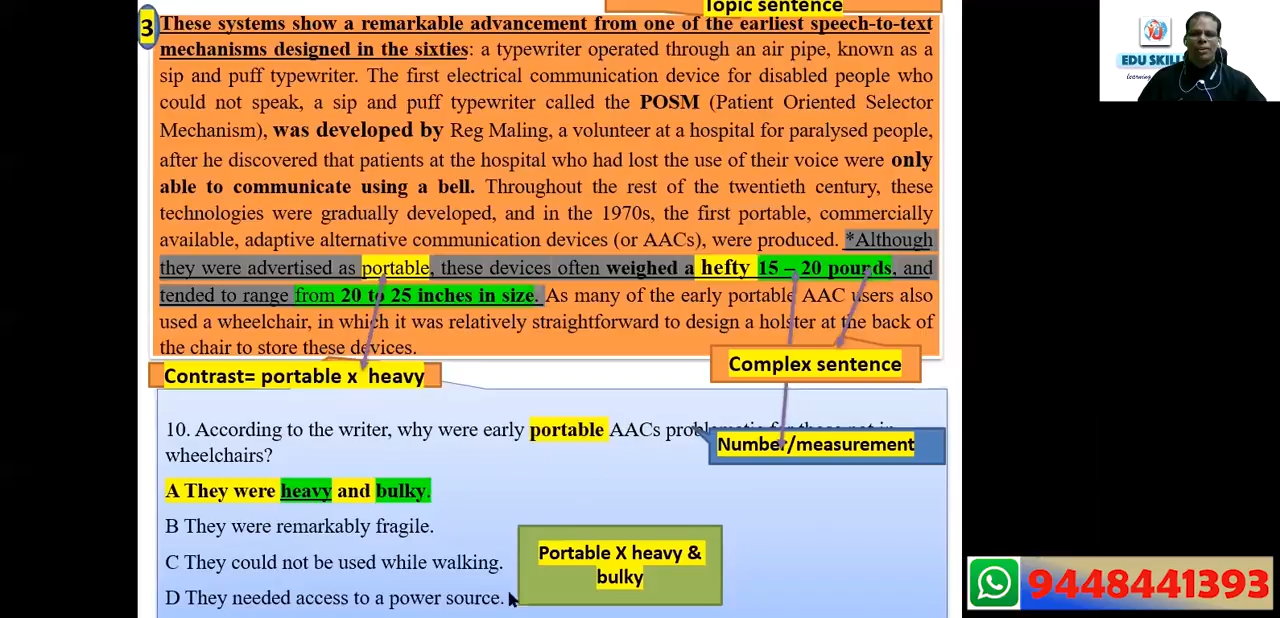 Topic sentence
3
These systems show a remarkable advancement from one of the earliest speech-to-text
mechanisms designed in the sixties: a typewriter operated through an air pipe, known as a
sip and puff typewriter. The first electrical communication device for disabled people who
could not speak, a sip and puff typewriter called the POSM (Patient Oriented Selector
Mechanism), was developed by Reg Maling, a volunteer at a hospital for paralysed people,
after he discovered that patients at the hospital who had lost the use of their voice were only
able to communicate using a bell. Throughout the rest of the twentieth century, these
technologies were gradually developed, and in the 1970s, the first portable, commercially
available, adaptive alternative communication devices (or AACs), were produced. *Although
they were advertised as portable, these devices often weighed a hefty 15 – 20 pounds, and
tended to range from 20 to 25 inches in size. As many of the early portable AAC users also
used a wheelchair, in which it was relatively straightforward to design a holster at the back of
the chair to store these devices.
Contrast= portable x heavy
Complex sentence
10. According to the writer, why were early portable AACs problematic for those not in
wheelchairs?
Number/measurement
A They were heavy and bulky.
B They were remarkably fragile.
C They could not be used while walking.
D They needed access to a power source.
Portable X heavy &
bulky
EDU SKILL
learning
9448441393